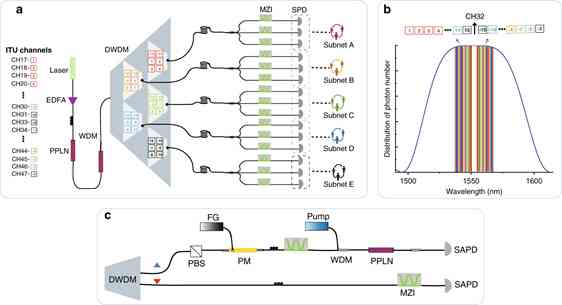 a
MZI
SPD
ITU channels
DWDM
CH17-
CH18-
CH19-
CH20-
Laser
EDFA
CH30-
CH31-
CH33-
CH34-
PPLN
WDM
CH44-
CH45-
CH46-
CH47-
Subnet A
Subnet B
Subnet C
Subnet D
Subnet E
b
CH32
Distribution of photon number
1500
1550
1600
Wavelength (nm)
c
FG
Pump
DWDM
PBS
PM
WDM
PPLN
SAPD
MZI
SAPD